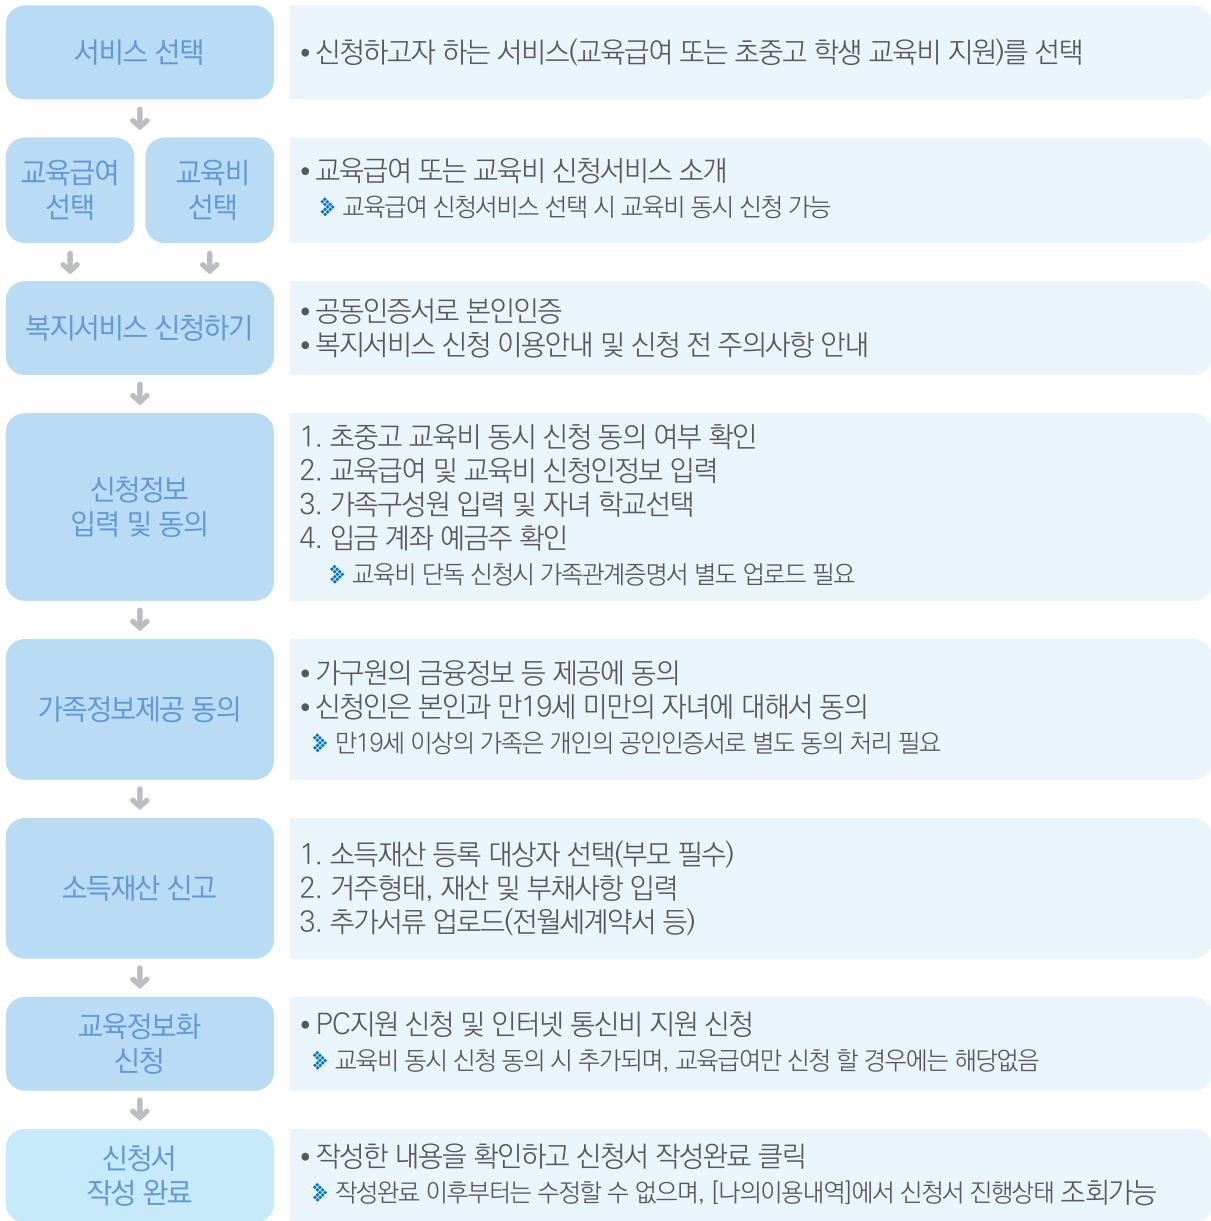 서비스 선택
• 신청하고자 하는 서비스(교육급여 또는 초중고 학생 교육비 지원)를 선택
교육급여
선택
교육비
선택
• 교육급여 또는 교육비 신청서비스 소개
교육급여 신청서비스 선택 시 교육비 동시 신청 가능
복지서비스 신청하기
• 공동인증서로 본인인증
• 복지서비스 신청 이용안내 및 신청 전 주의사항 안내
신청정보
입력 및 동의
1. 초중고 교육비 동시 신청 동의 여부 확인
2. 교육급여 및 교육비 신청인정보 입력
3. 가족구성원 입력 및 자녀 학교선택
4. 입금 계좌 예금주 확인
교육비 단독 신청시 가족관계증명서 별도 업로드 필요
가족정보제공 동의
• 가구원의 금융정보 등 제공에 동의
• 신청인은 본인과 만19세 미만의 자녀에 대해서 동의
만19세 이상의 가족은 개인의 공인인증서로 별도 동의 처리 필요
소득재산 신고
1. 소득재산 등록 대상자 선택(부모 필수)
2. 거주형태, 재산 및 부채사항 입력
3. 추가서류 업로드(전월세계약서 등)
교육정보화
신청
• PC지원 신청 및 인터넷 통신비 지원 신청
교육비 동시 신청 동의 시 추가되며, 교육급여만 신청 할 경우에는 해당없음
신청서
작성 완료
• 작성한 내용을 확인하고 신청서 작성완료 클릭
작성완료 이후부터는 수정할 수 없으며, [나의이용내역]에서 신청서 진행상태 조회가능